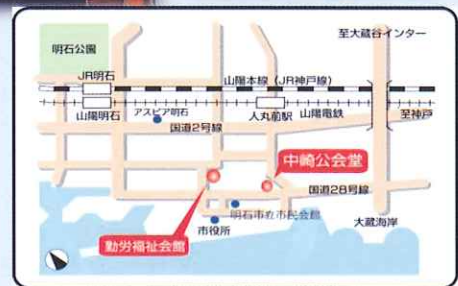 至大蔵谷インター
明石公園
JR明石
山陽本線（JR神戸線）
山陽明石
アスピア明石
人丸前駅
山陽電鉄
至神戸
国道2号線
中崎公会堂
国道28号線
明石市立市民会館
大蔵海岸
市役所
勤労福祉会館